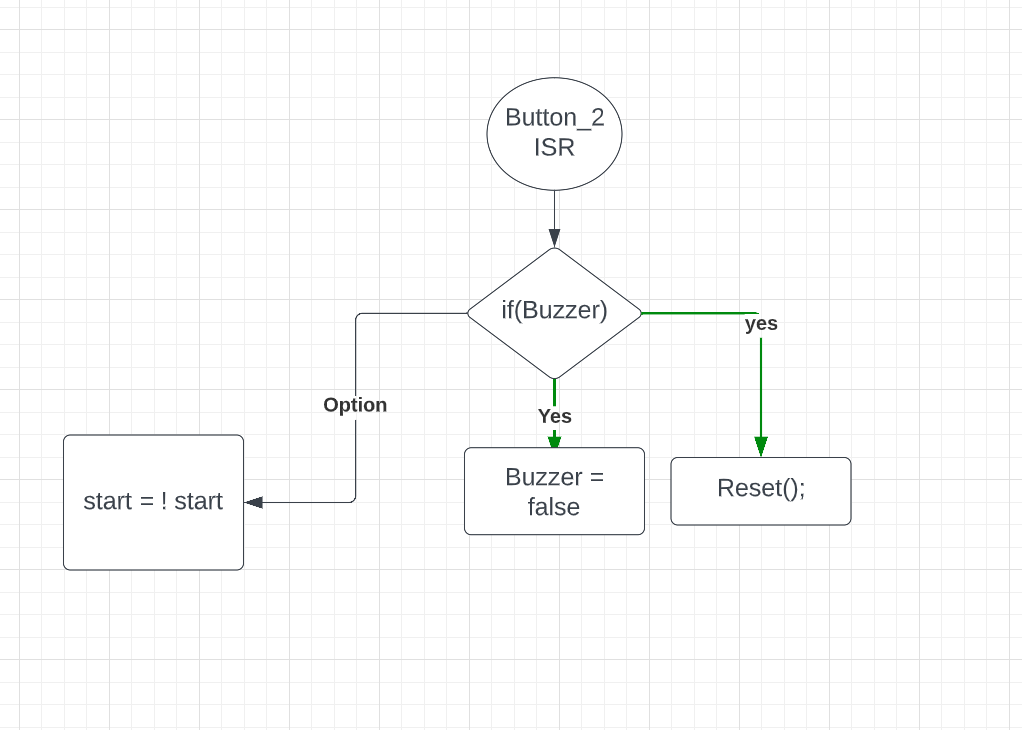 Button_2
ISR
if(Buzzer)
yes
Option
Yes
Buzzer =
false
Reset();
start = ! start